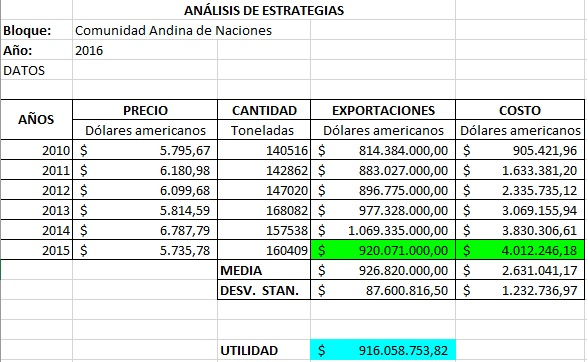 ANÁLISIS DE ESTRATEGIAS
Bloque: Comunidad Andina de Naciones
Año: 2016
DATOS
AÑOS PRECIO CANTIDAD EXPORTACIONES COSTO
Dólares americanos Toneladas Dólares americanos Dólares americanos
2010 $ 5.795,67 140516 $ 814.384.000,00 $ 905.421,96
2011 $ 6.180,98 142862 $ 883.027.000,00 $ 1.633.381,20
2012 $ 6.099,68 147020 $ 896.775.000,00 $ 2.335.735,12
2013 $ 5.814,59 168082 $ 977.328.000,00 $ 3.069.155,94
2014 $ 6.787,79 157538 $ 1.069.335.000,00 $ 3.830.306,61
2015 $ 5.735,78 160409 $ 920.071.000,00 $ 4.012.246,18
MEDIA $ 926.820.000,00 $ 2.631.041,17
DESV. STAN. $ 87.600.816,50 $ 1.232.736,97
UTILIDAD $ 916.058.753,82